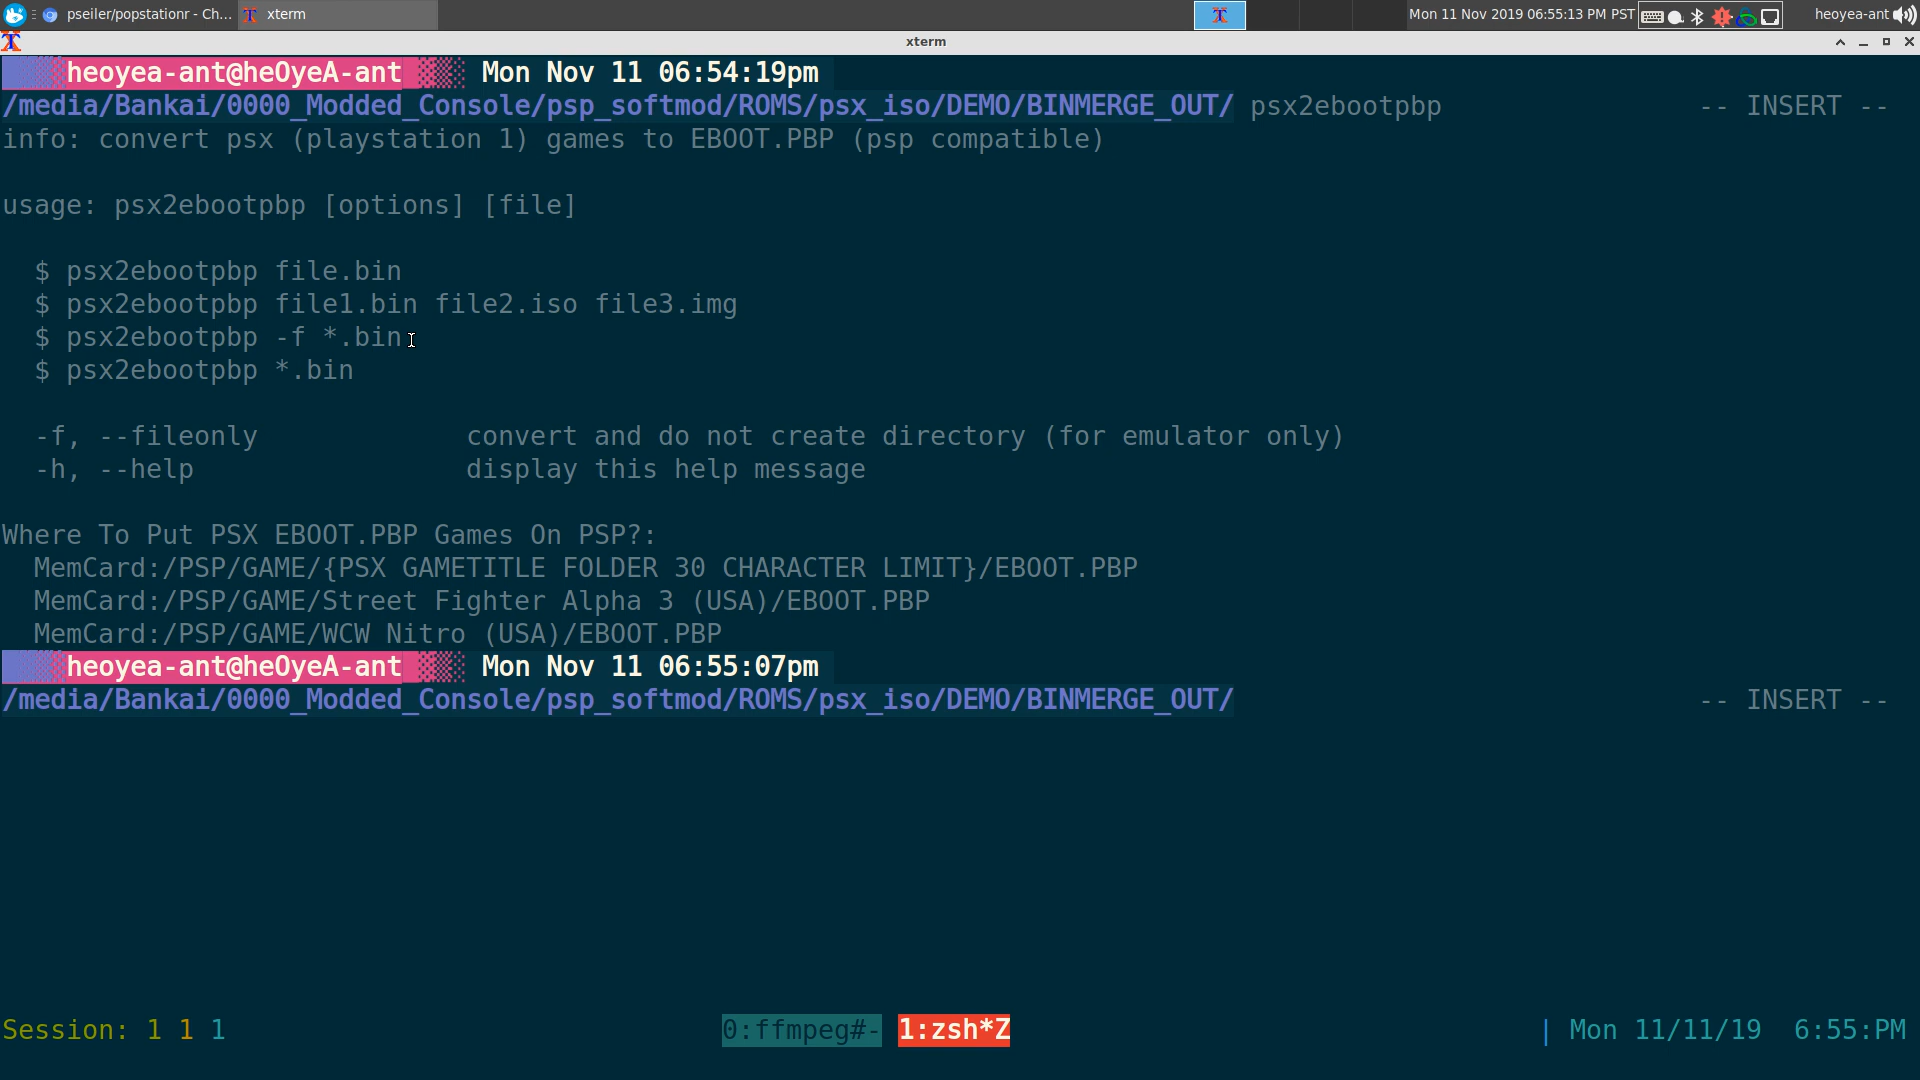 pseiler/popstationr - Ch... xterm Mon 11 Nov 2019 06:55:13 PM PST heoyea-ant
xterm
heoyea-ant@heOyeA-ant Mon Nov 11 06:54:19pm
/media/Bankai/0000_Modded_Console/psp_softmod/ROMS/psx_iso/DEMO/BINMERGE_OUT/ psx2ebootpbp -- INSERT --
info: convert psx (playstation 1) games to EBOOT.PBP (psp compatible)
usage: psx2ebootpbp [options] [file]
$ psx2ebootpbp file.bin
$ psx2ebootpbp file1.bin file2.iso file3.img
$ psx2ebootpbp -f *.bin
$ psx2ebootpbp *.bin
-f, --fileonly convert and do not create directory (for emulator only)
-h, --help display this help message
Where To Put PSX EBOOT.PBP Games On PSP?:
MemCard:/PSP/GAME/{PSX GAMETITLE FOLDER 30 CHARACTER LIMIT}/EBOOT.PBP
MemCard:/PSP/GAME/Street Fighter Alpha 3 (USA)/EBOOT.PBP
MemCard:/PSP/GAME/WCW Nitro (USA)/EBOOT.PBP
heoyea-ant@heOyeA-ant Mon Nov 11 06:55:07pm
/media/Bankai/0000_Modded_Console/psp_softmod/ROMS/psx_iso/DEMO/BINMERGE_OUT/ -- INSERT --
Session: 1 1 1 0:ffmpeg#- 1:zsh*Z | Mon 11/11/19 6:55:PM